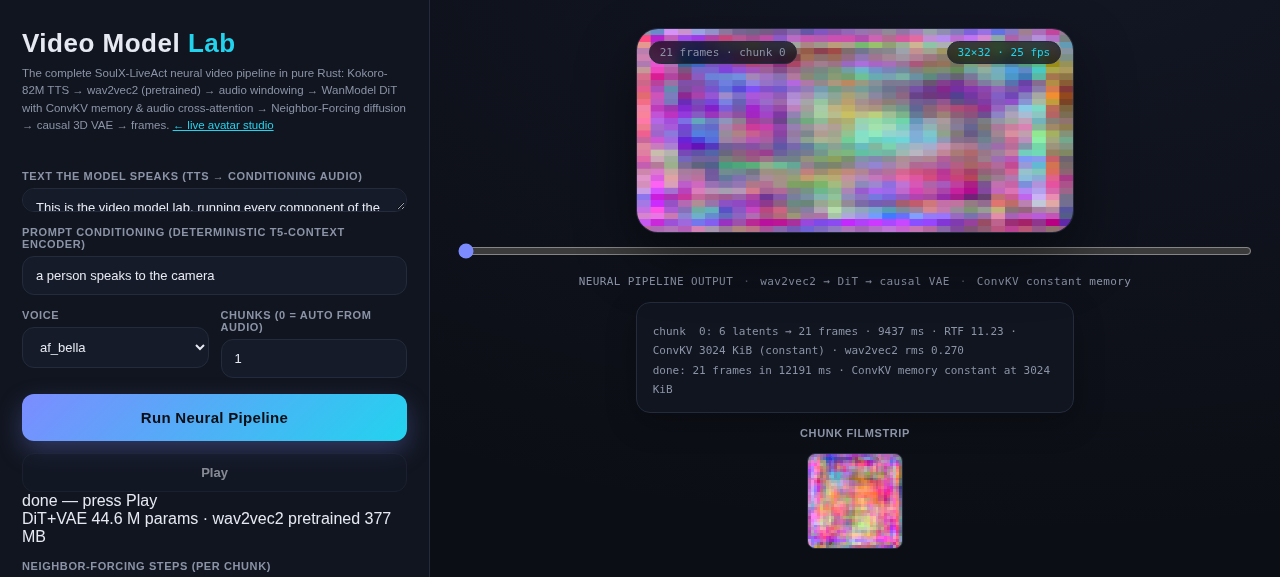 Video Model Lab
The complete SoulX-LiveAct neural video pipeline in pure Rust: Kokoro-
82M TTS → wav2vec2 (pretrained) → audio windowing → WanModel DiT
with ConvKV memory & audio cross-attention → Neighbor-Forcing diffusion
→ causal 3D VAE → frames. ← live avatar studio
TEXT THE MODEL SPEAKS (TTS → CONDITIONING AUDIO)
This is the video model lab, running every component of the
PROMPT CONDITIONING (DETERMINISTIC T5-CONTEXT
ENCODER)
a person speaks to the camera
VOICE
CHUNKS (0 = AUTO FROM
AUDIO)
af_bella
1
Run Neural Pipeline
Play
done — press Play
DiT+VAE 44.6 M params · wav2vec2 pretrained 377
MB
NEIGHBOR-FORCING STEPS (PER CHUNK)
21 frames · chunk 0
32×32 · 25 fps
NEURAL PIPELINE OUTPUT · wav2vec2 → DiT → causal VAE · ConvKV constant memory
chunk 0: 6 latents → 21 frames · 9437 ms · RTF 11.23 ·
ConvKV 3024 KiB (constant) · wav2vec2 rms 0.270
done: 21 frames in 12191 ms · ConvKV memory constant at 3024
KiB
CHUNK FILMSTRIP